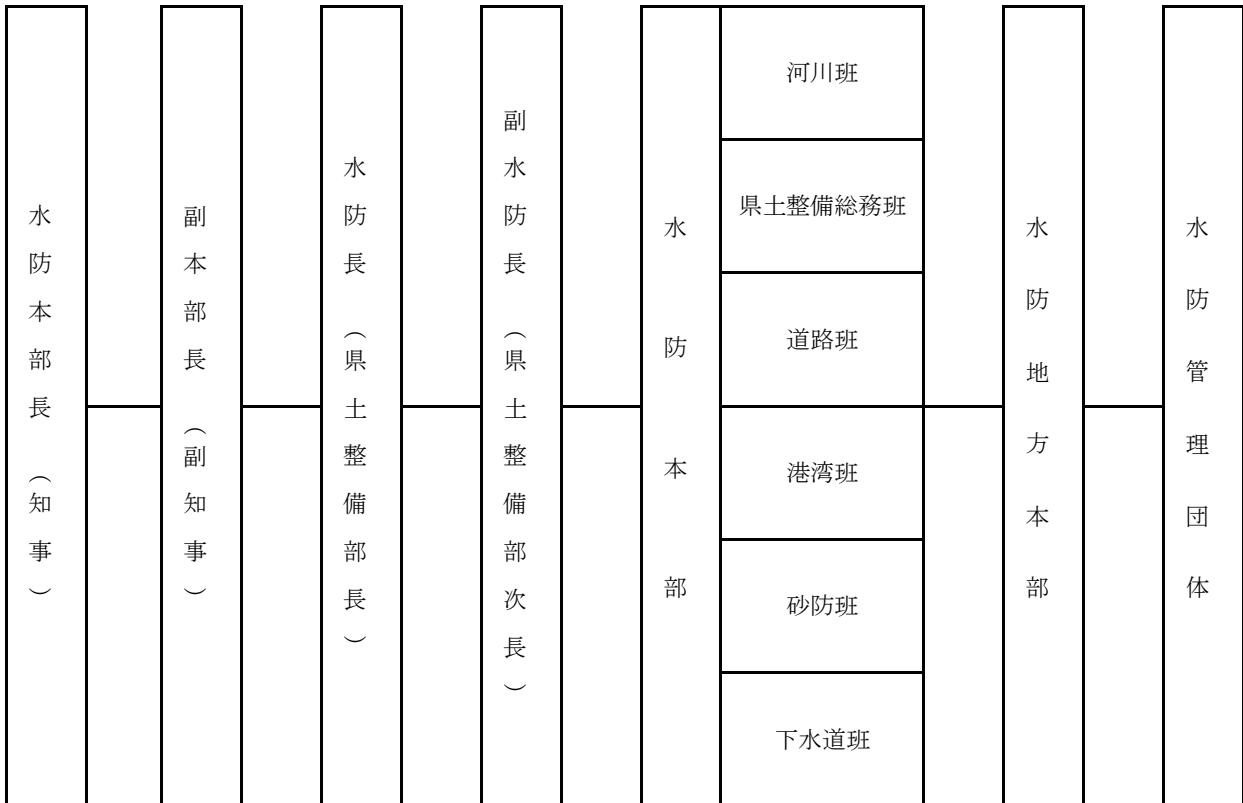 水防本部長（知事）
副本部長（副知事）
水防長（県土整備部長）
副水防長（県土整備部次長）
水防本部
河川班
県土整備総務班
道路班
港湾班
砂防班
下水道班
水防地方本部
水防管理団体